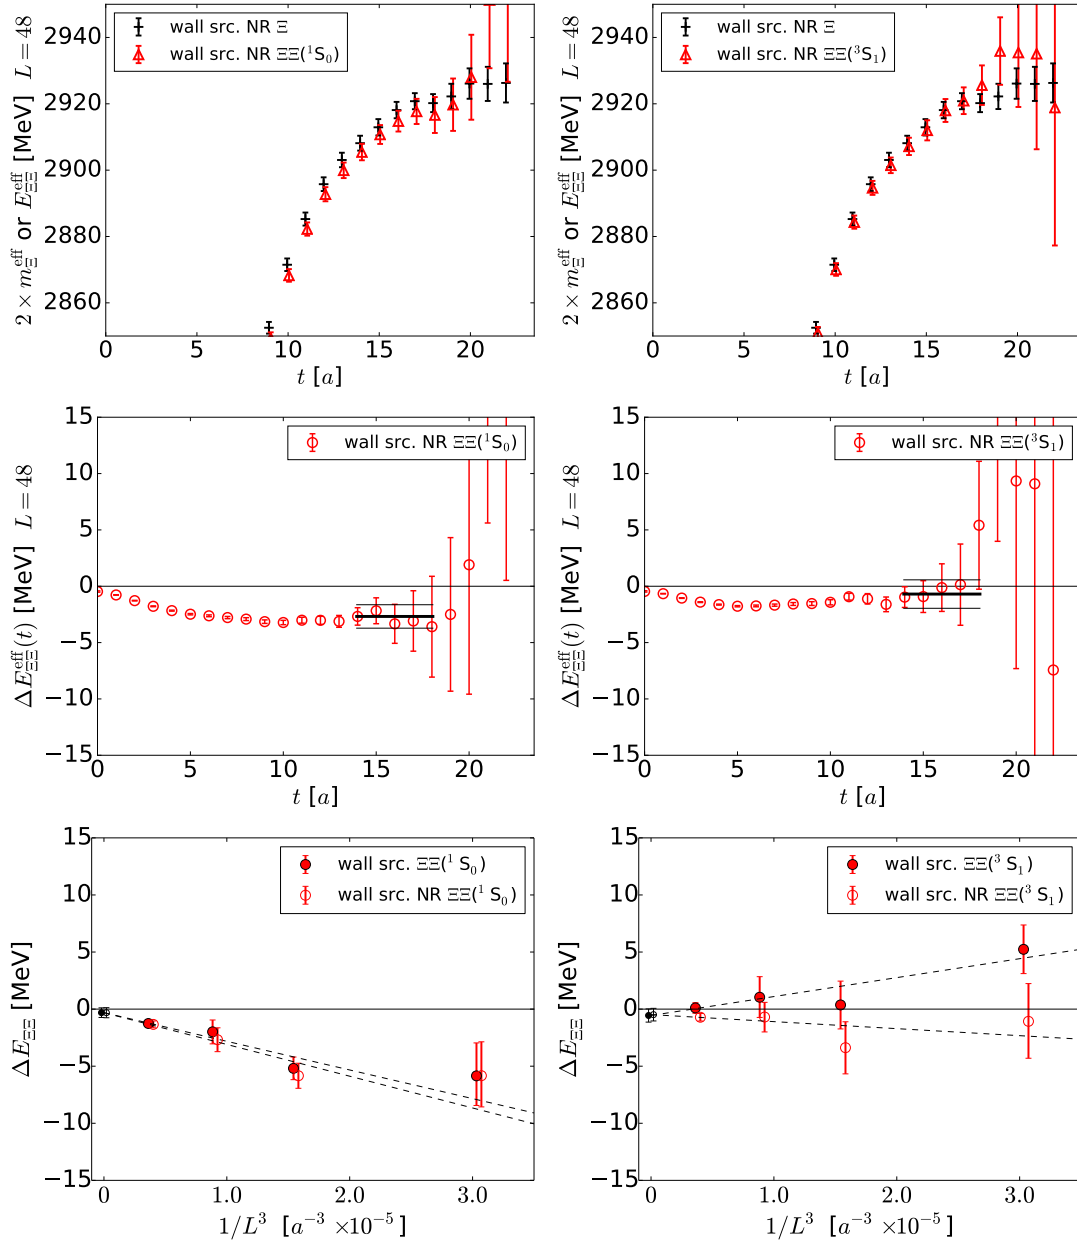 2 × m_Ξ^eff or E_ΞΞ^eff [MeV] L = 48
2940
2920
2900
2880
2860
wall src. NR Ξ
wall src. NR ΞΞ(¹S₀)
0 5 10 15 20
t [a]
2 × m_Ξ^eff or E_ΞΞ^eff [MeV] L = 48
2940
2920
2900
2880
2860
wall src. NR Ξ
wall src. NR ΞΞ(³S₁)
0 5 10 15 20
t [a]
ΔE_ΞΞ^eff(t) [MeV] L = 48
15
10
5
0
−5
−10
−15
wall src. NR ΞΞ(¹S₀)
0 5 10 15 20
t [a]
ΔE_ΞΞ^eff(t) [MeV] L = 48
15
10
5
0
−5
−10
−15
wall src. NR ΞΞ(³S₁)
0 5 10 15 20
t [a]
ΔE_ΞΞ [MeV]
15
10
5
0
−5
−10
−15
wall src. ΞΞ(¹ S₀)
wall src. NR ΞΞ(¹ S₀)
0 1.0 2.0 3.0
1/L³ [a⁻³ ×10⁻⁵]
ΔE_ΞΞ [MeV]
15
10
5
0
−5
−10
−15
wall src. ΞΞ(³ S₁)
wall src. NR ΞΞ(³ S₁)
0 1.0 2.0 3.0
1/L³ [a⁻³ ×10⁻⁵]